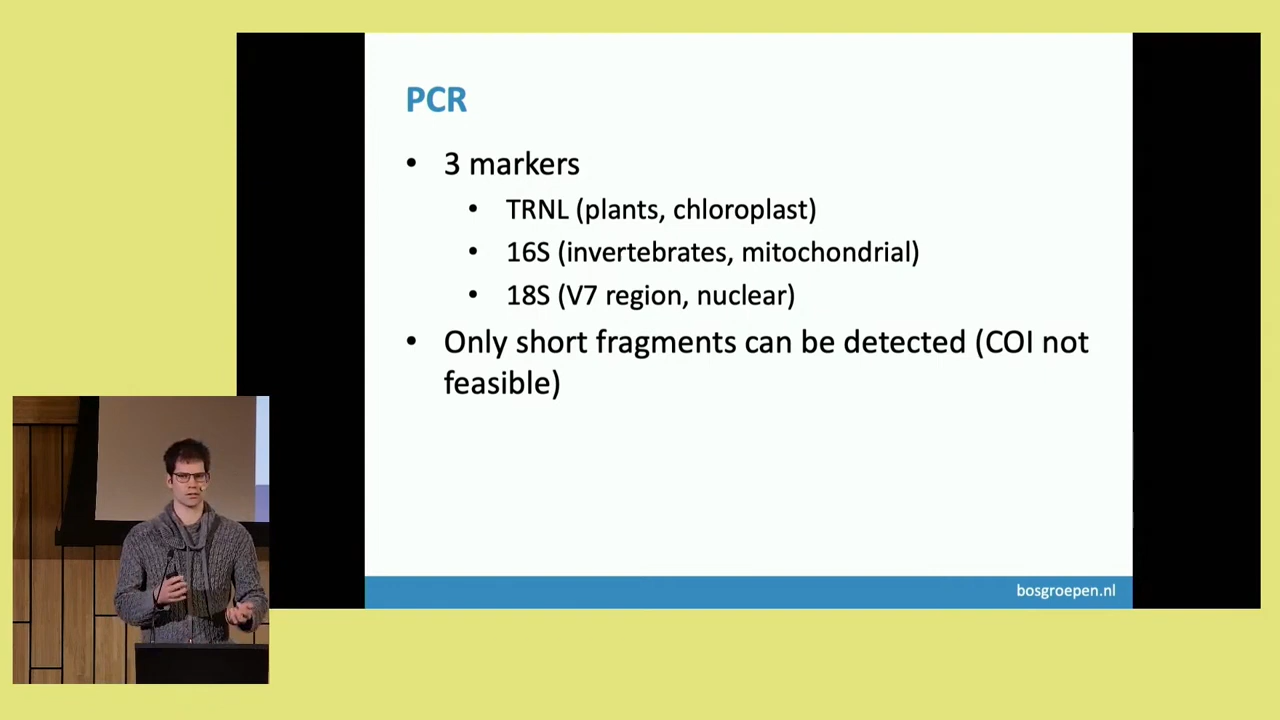 PCR
• 3 markers
• TRNL (plants, chloroplast)
• 16S (invertebrates, mitochondrial)
• 18S (V7 region, nuclear)
• Only short fragments can be detected (COI not
feasible)
bosgroepen.nl